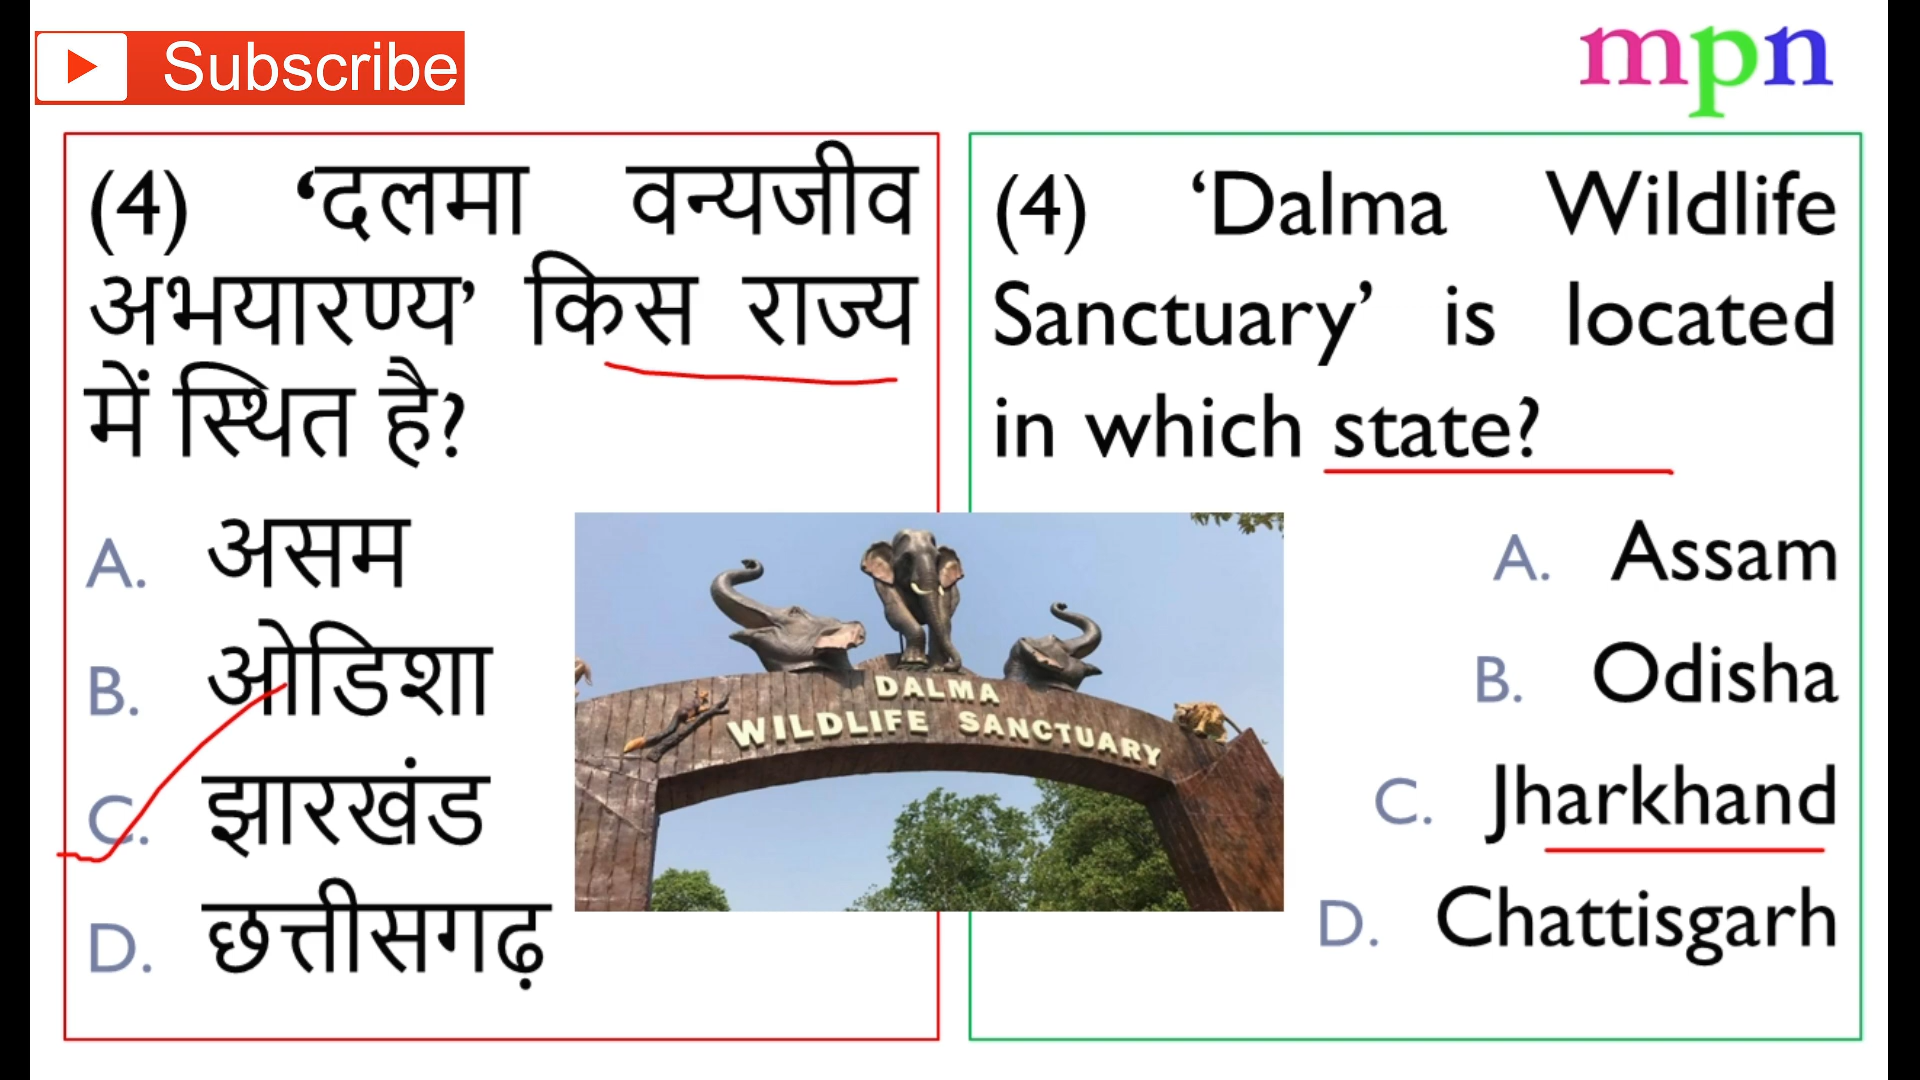 Subscribe
mpn
(4) ‘दलमा वन्यजीव
अभयारण्य’ किस राज्य
में स्थित है?
A. असम
B. ओडिशा
C. झारखंड
D. छत्तीसगढ़
(4) ‘Dalma Wildlife
Sanctuary’ is located
in which state?
A. Assam
B. Odisha
C. Jharkhand
D. Chattisgarh
DALMA
WILDLIFE SANCTUARY